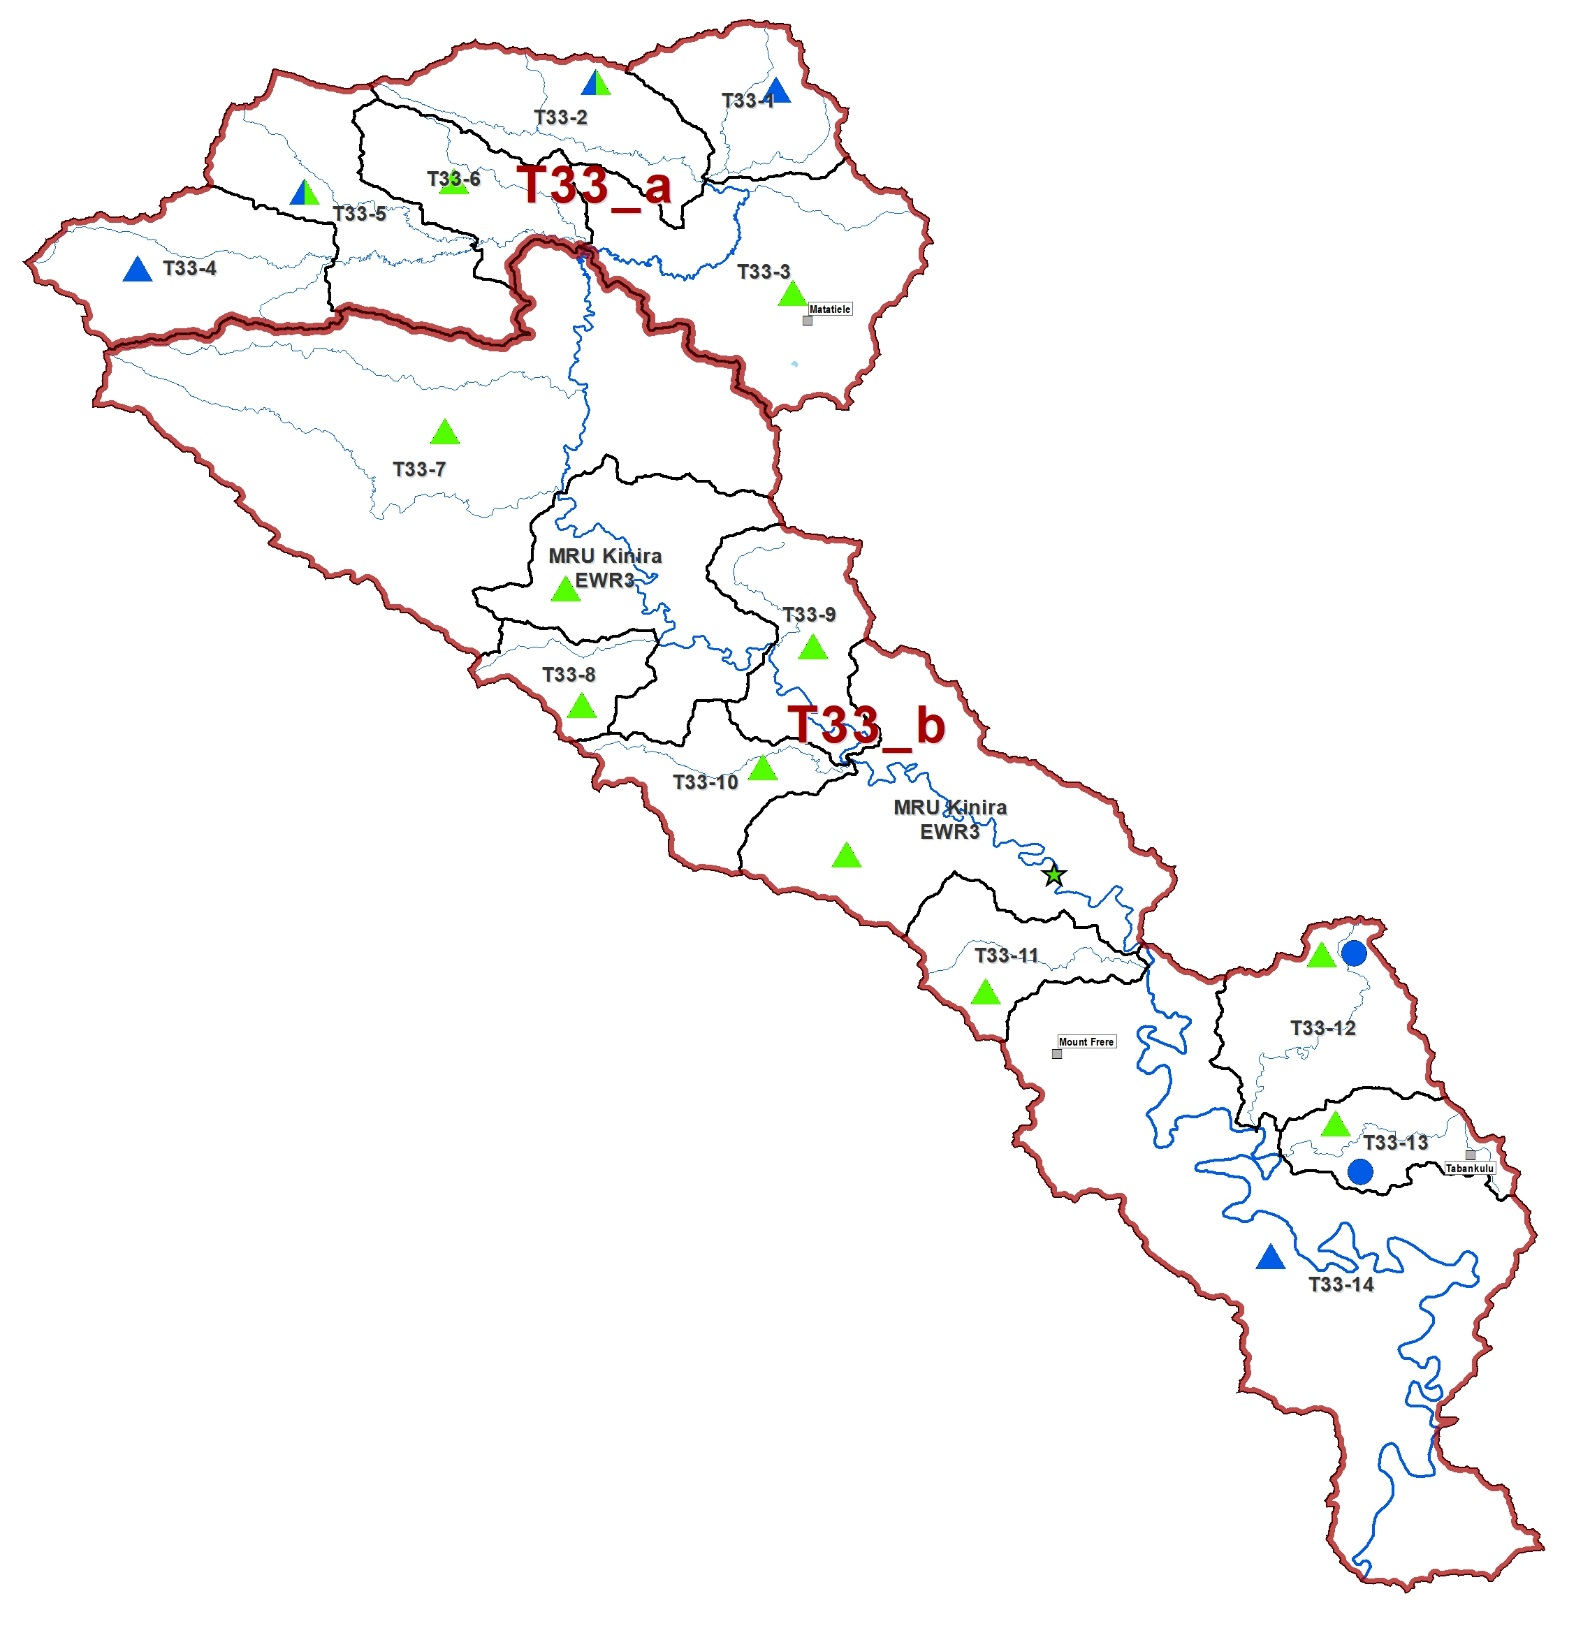 T33-1
T33-2
T33-6
T33_a
T33-5
T33-4
T33-3
Matatiele
T33-7
MRU Kinira
EWR3
T33-9
T33-8
T33_b
T33-10
MRU Kinira
EWR3
T33-11
T33-12
Mount Frere
T33-13
Tabankulu
T33-14